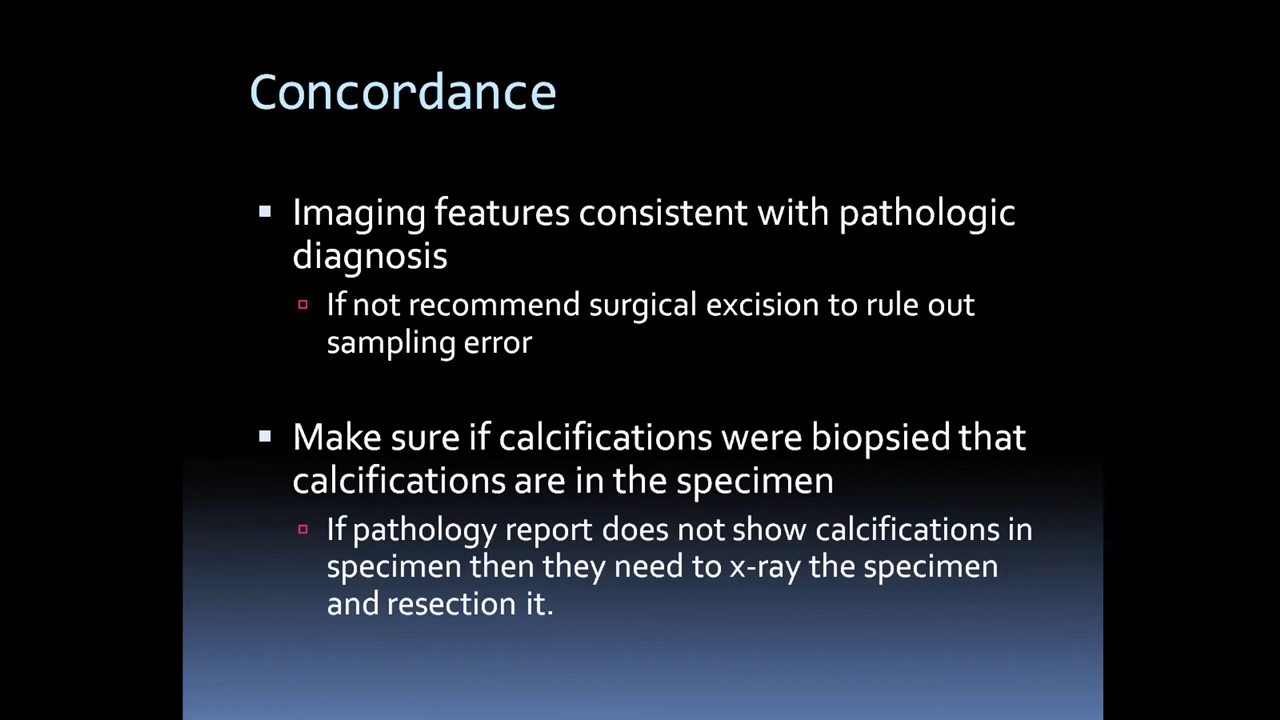 Concordance
Imaging features consistent with pathologic
diagnosis
If not recommend surgical excision to rule out
sampling error
Make sure if calcifications were biopsied that
calcifications are in the specimen
If pathology report does not show calcifications in
specimen then they need to x-ray the specimen
and resection it.